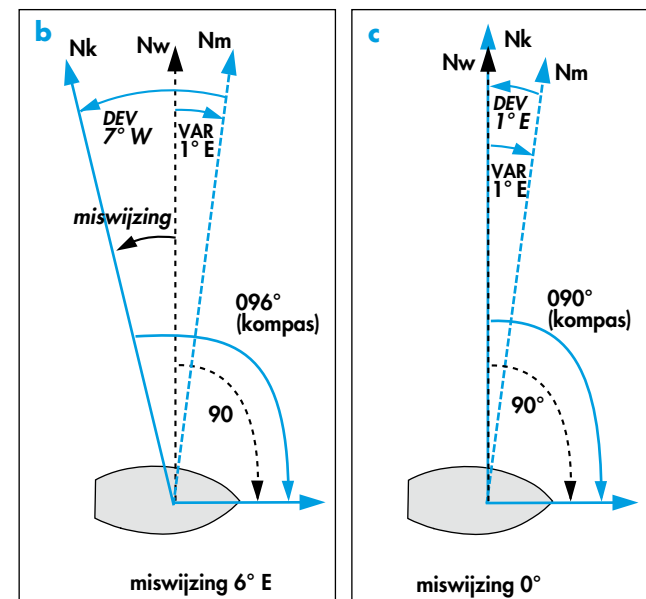 b
Nk
Nw
Nm
DEV
7° W
VAR
1° E
miswijzing
096°
(kompas)
90
miswijzing 6° E
c
Nk
Nw
Nm
DEV
1° E
VAR
1° E
090°
(kompas)
90°
miswijzing 0°